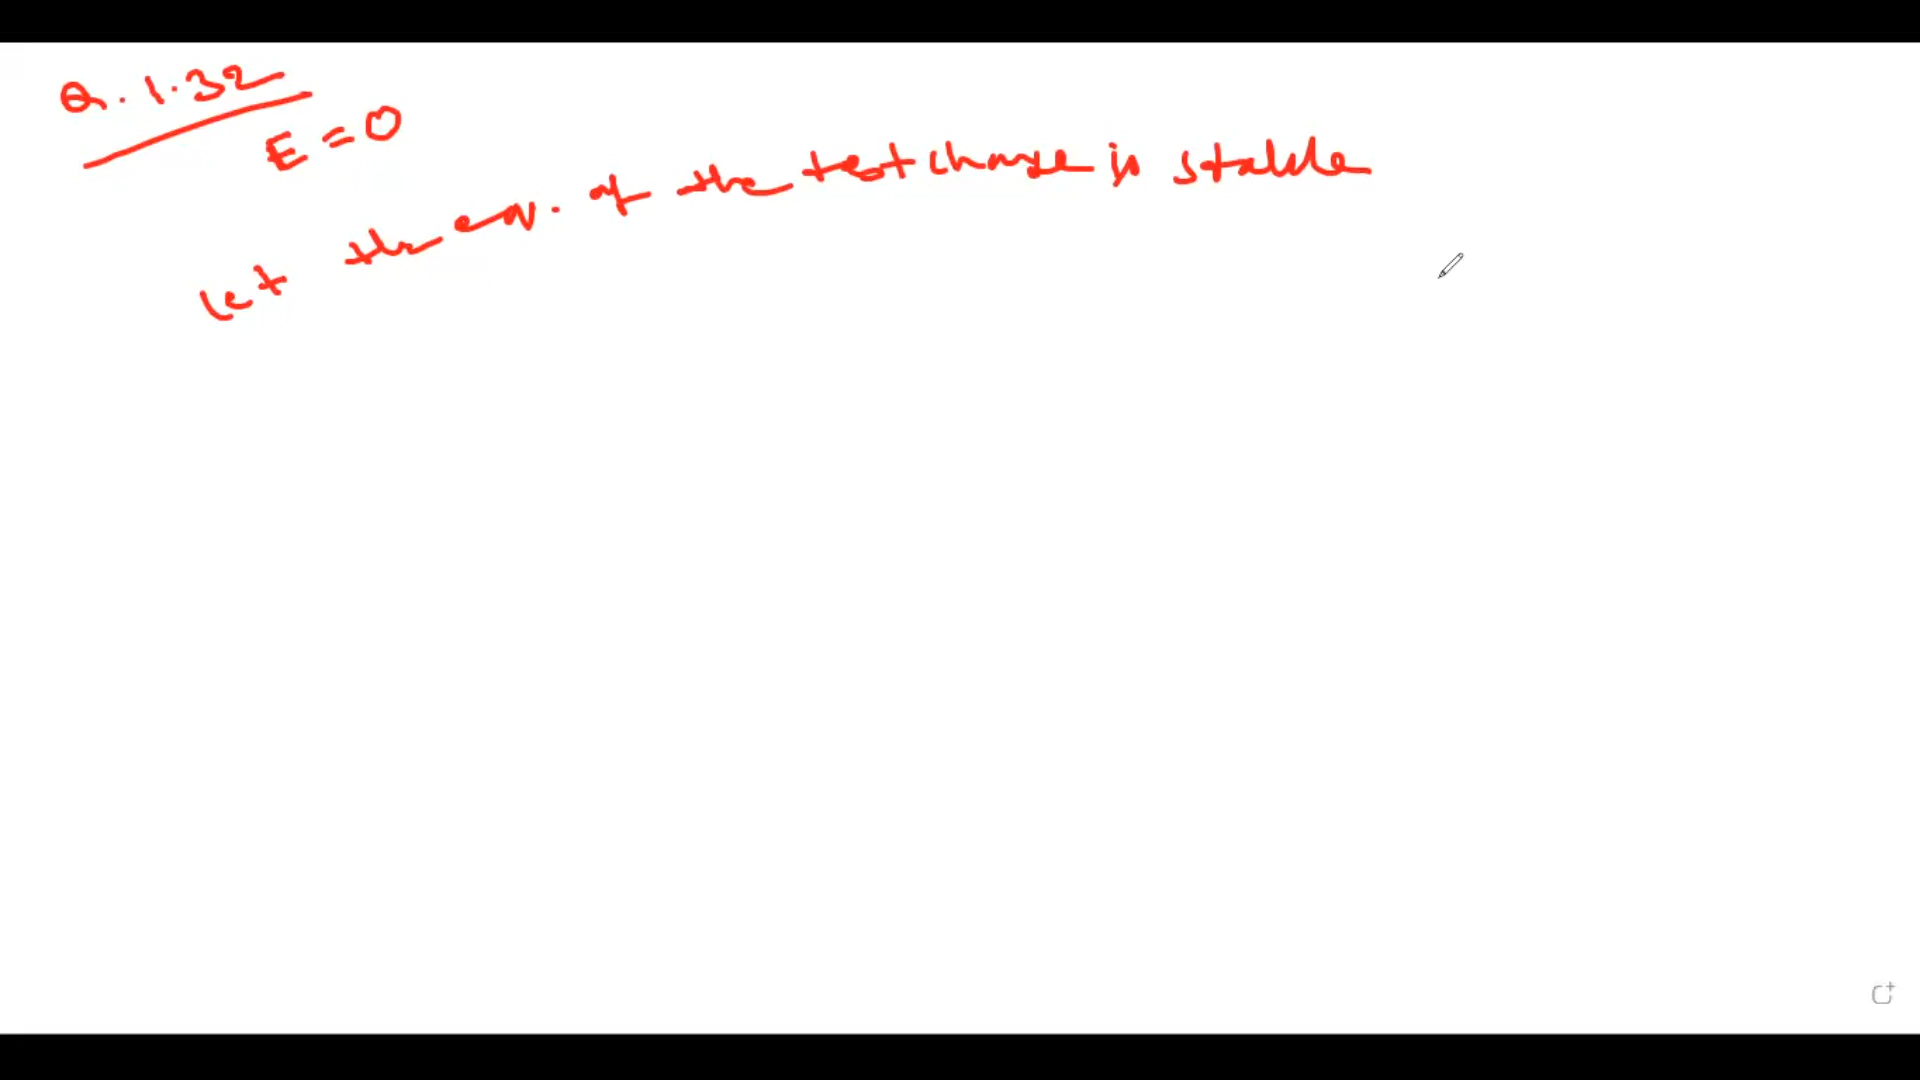 Q. 1.32
E = 0
let the eq. of the test charge is stable